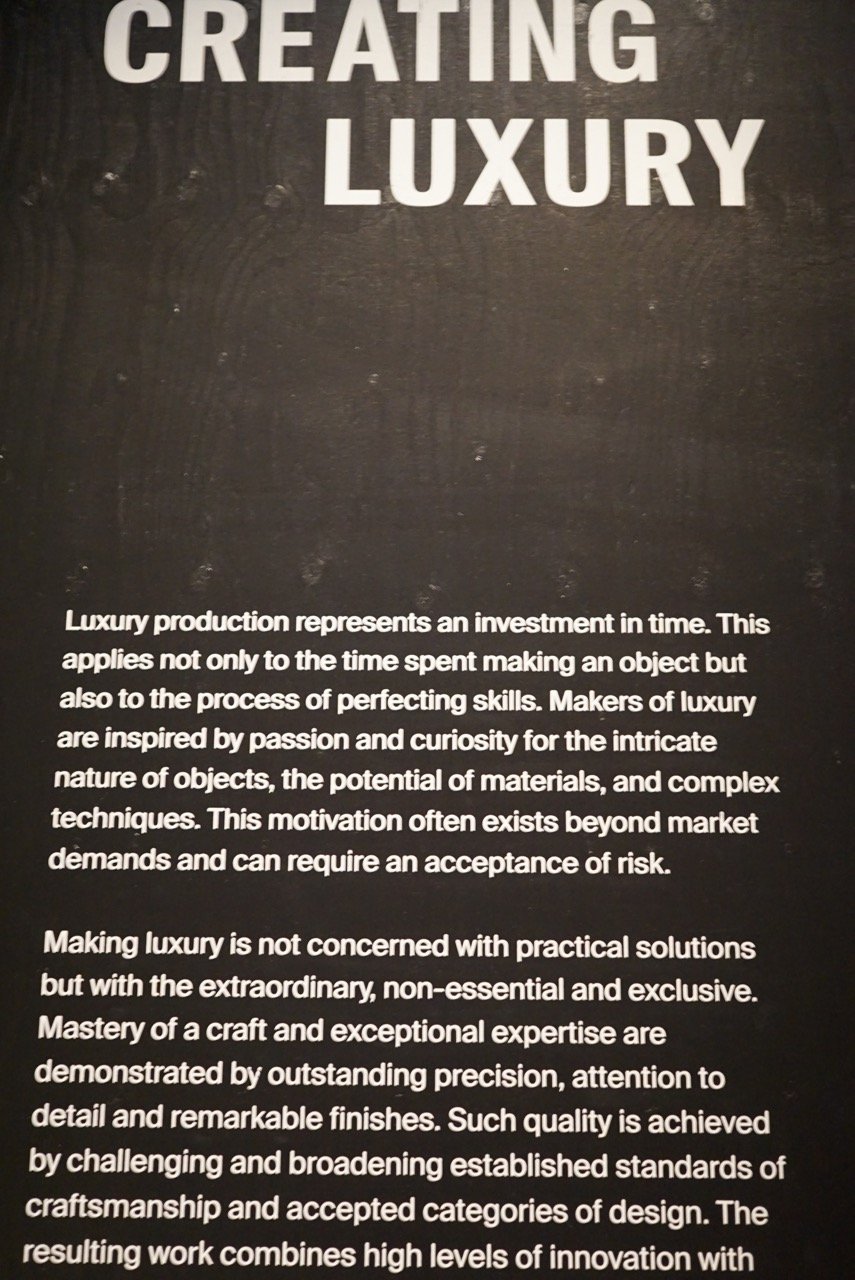 CREATING
LUXURY
Luxury production represents an investment in time. This
applies not only to the time spent making an object but
also to the process of perfecting skills. Makers of luxury
are inspired by passion and curiosity for the intricate
nature of objects, the potential of materials, and complex
techniques. This motivation often exists beyond market
demands and can require an acceptance of risk.
Making luxury is not concerned with practical solutions
but with the extraordinary, non-essential and exclusive.
Mastery of a craft and exceptional expertise are
demonstrated by outstanding precision, attention to
detail and remarkable finishes. Such quality is achieved
by challenging and broadening established standards of
craftsmanship and accepted categories of design. The
resulting work combines high levels of innovation with